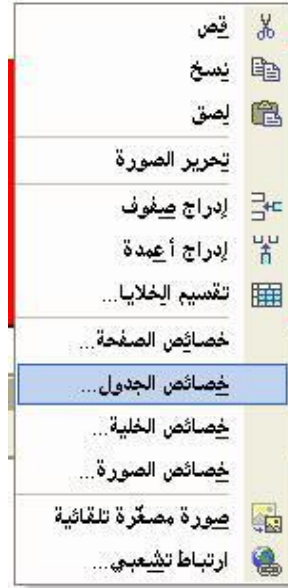 قص
نسخ
لصق
تحرير الصورة
إدراج صفوف
إدراج أعمدة
تقسيم الخلايا...
خصائص الصفحة...
خصائص الجدول...
خصائص الخلية...
خصائص الصورة...
صورة مصغّرة تلقائية
ارتباط تشعبي...